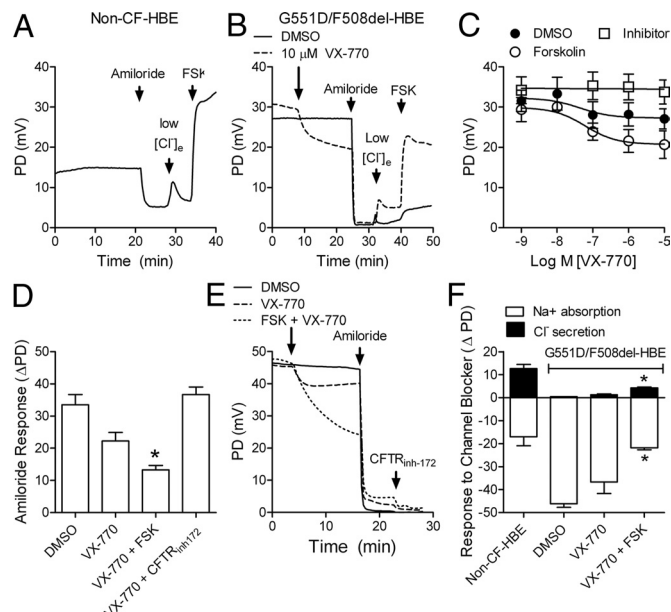 A
Non-CF-HBE
PD (mV)
40
30
20
10
0
Amiloride
FSK
low
[Cl⁻]e
0 10 20 30 40
Time (min)
B
G551D/F508del-HBE
DMSO
10 µM VX-770
PD (mV)
40
30
20
10
0
Amiloride
FSK
Low
[Cl⁻]e
0 10 20 30 40 50
Time (min)
C
DMSO
Inhibitor
Forskolin
PD (mV)
40
30
20
10
0
-9 -8 -7 -6 -5
Log M [VX-770]
D
Amiloride Response (ΔPD)
50
40
30
20
10
0
*
DMSO
VX-770
VX-770 + FSK
VX-770 + CFTRinh172
E
DMSO
VX-770
FSK + VX-770
Amiloride
PD (mV)
50
40
30
20
10
0
CFTRinh-172
0 10 20 30
Time (min)
F
Na+ absorption
Cl⁻ secretion
G551D/F508del-HBE
Response to Channel Blocker (Δ PD)
20
10
0
-10
-20
-30
-40
-50
*
*
Non-CF-HBE
DMSO
VX-770
VX-770 + FSK